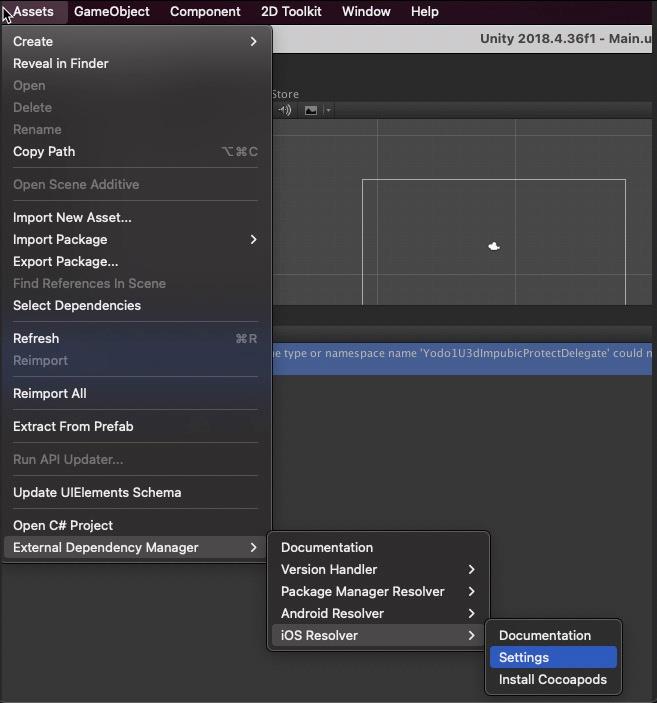 Assets GameObject Component 2D Toolkit Window Help
Unity 2018.4.36f1 - Main.u
Create
Reveal in Finder
Open
Delete
Rename
Copy Path ⌥⌘C
Open Scene Additive
Import New Asset...
Import Package
Export Package...
Find References In Scene
Select Dependencies
Refresh ⌘R
Reimport
Reimport All
Extract From Prefab
Run API Updater...
Update UIElements Schema
Open C# Project
External Dependency Manager
Store
e type or namespace name 'Yodo1U3dImpubicProtectDelegate' could n
Documentation
Version Handler
Package Manager Resolver
Android Resolver
iOS Resolver
Documentation
Settings
Install Cocoapods